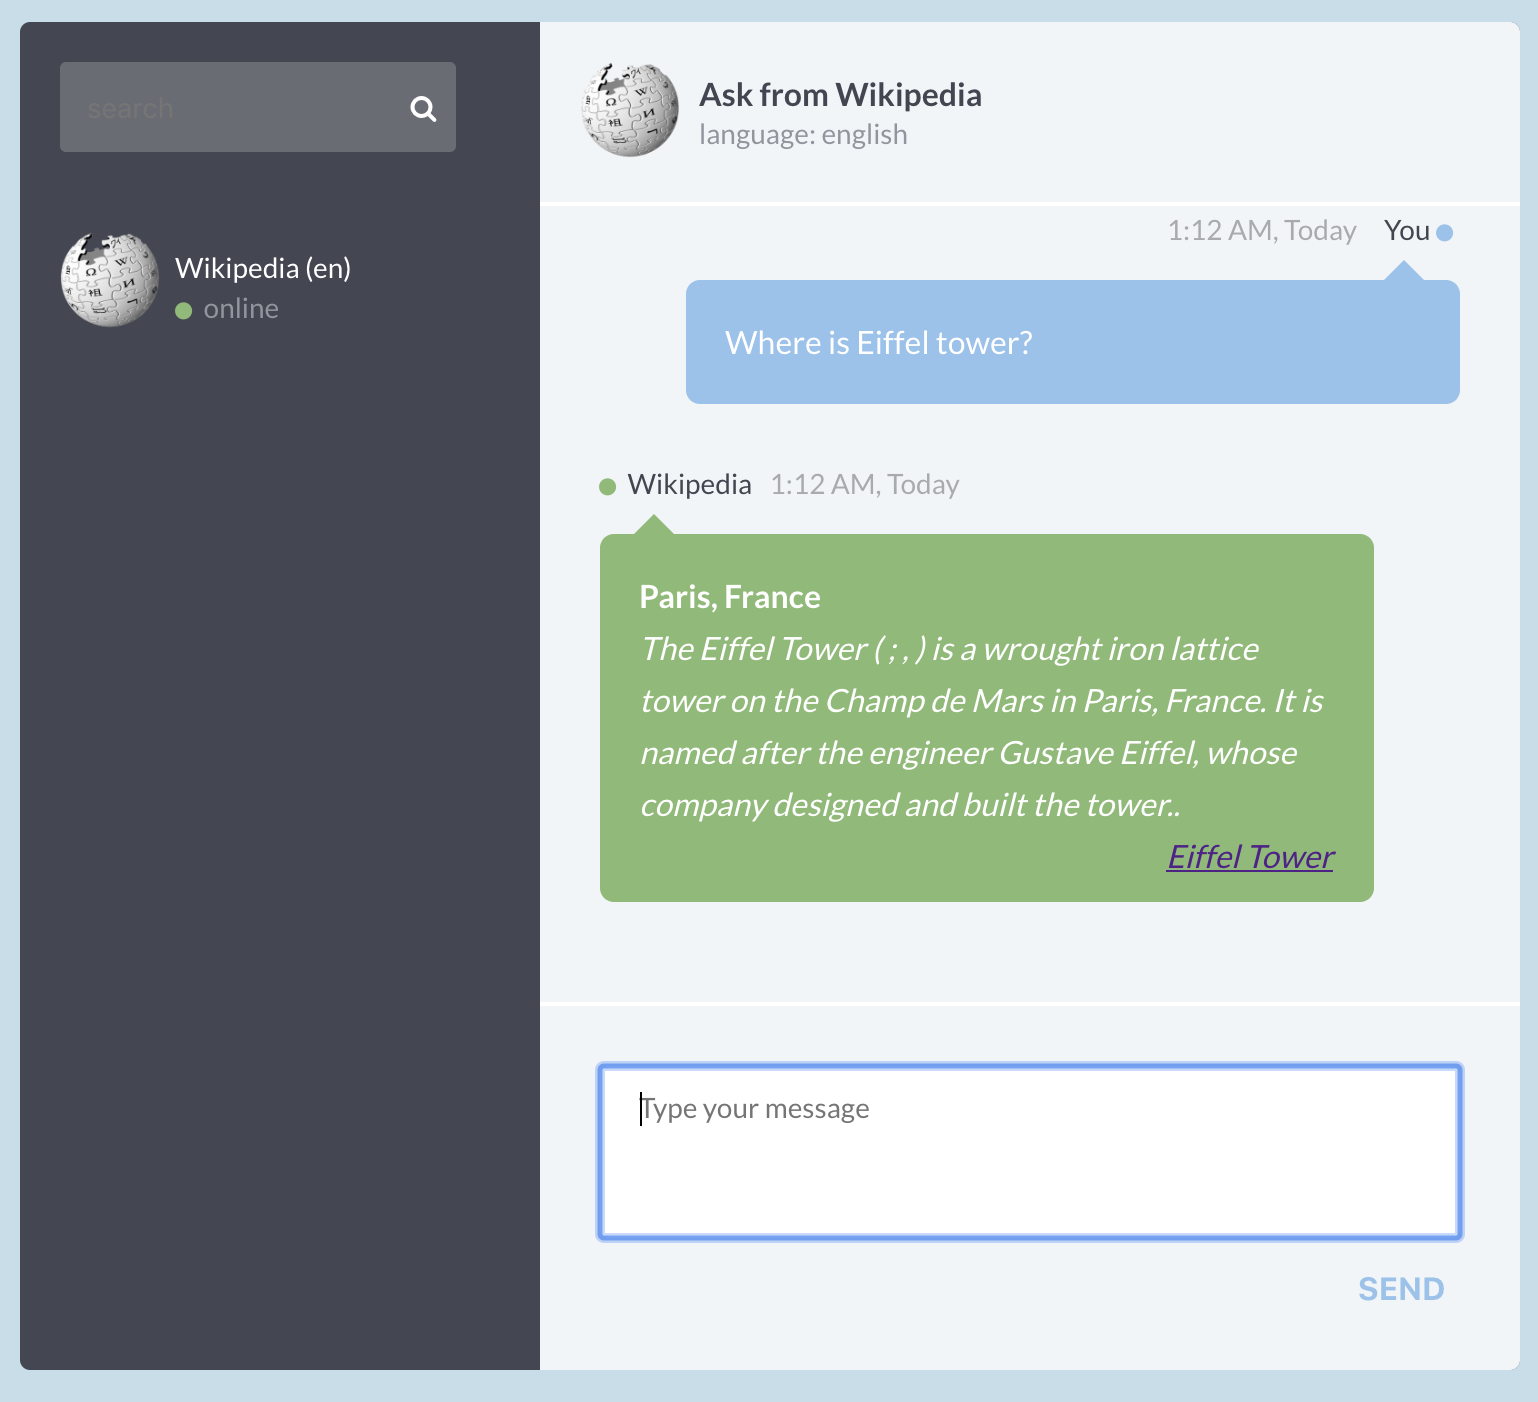 search
Wikipedia (en)
online
Ask from Wikipedia
language: english
1:12 AM, Today You
Where is Eiffel tower?
Wikipedia 1:12 AM, Today
Paris, France
The Eiffel Tower ( ; , ) is a wrought iron lattice
tower on the Champ de Mars in Paris, France. It is
named after the engineer Gustave Eiffel, whose
company designed and built the tower..
Eiffel Tower
Type your message
SEND